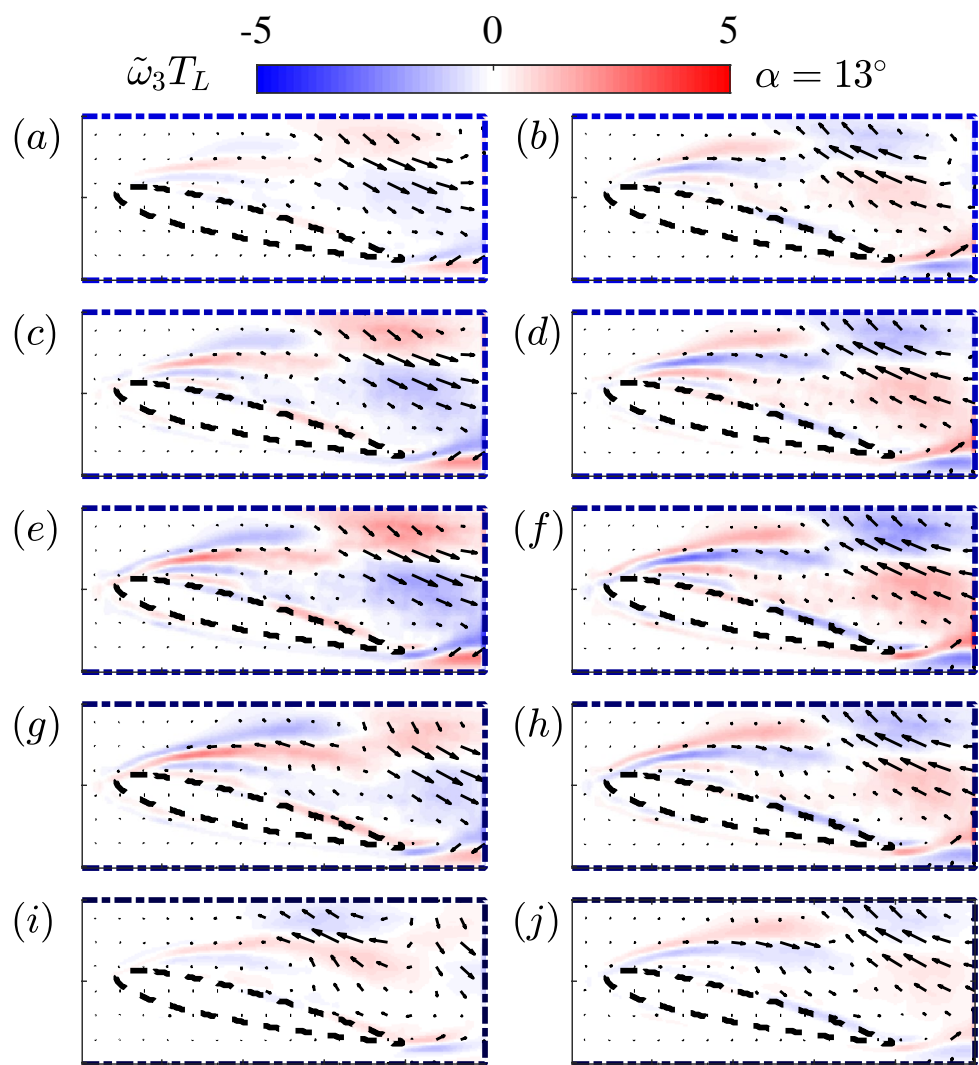 -5 0 5
ω̃₃T_L α = 13°
(a) (b)
(c) (d)
(e) (f)
(g) (h)
(i) (j)